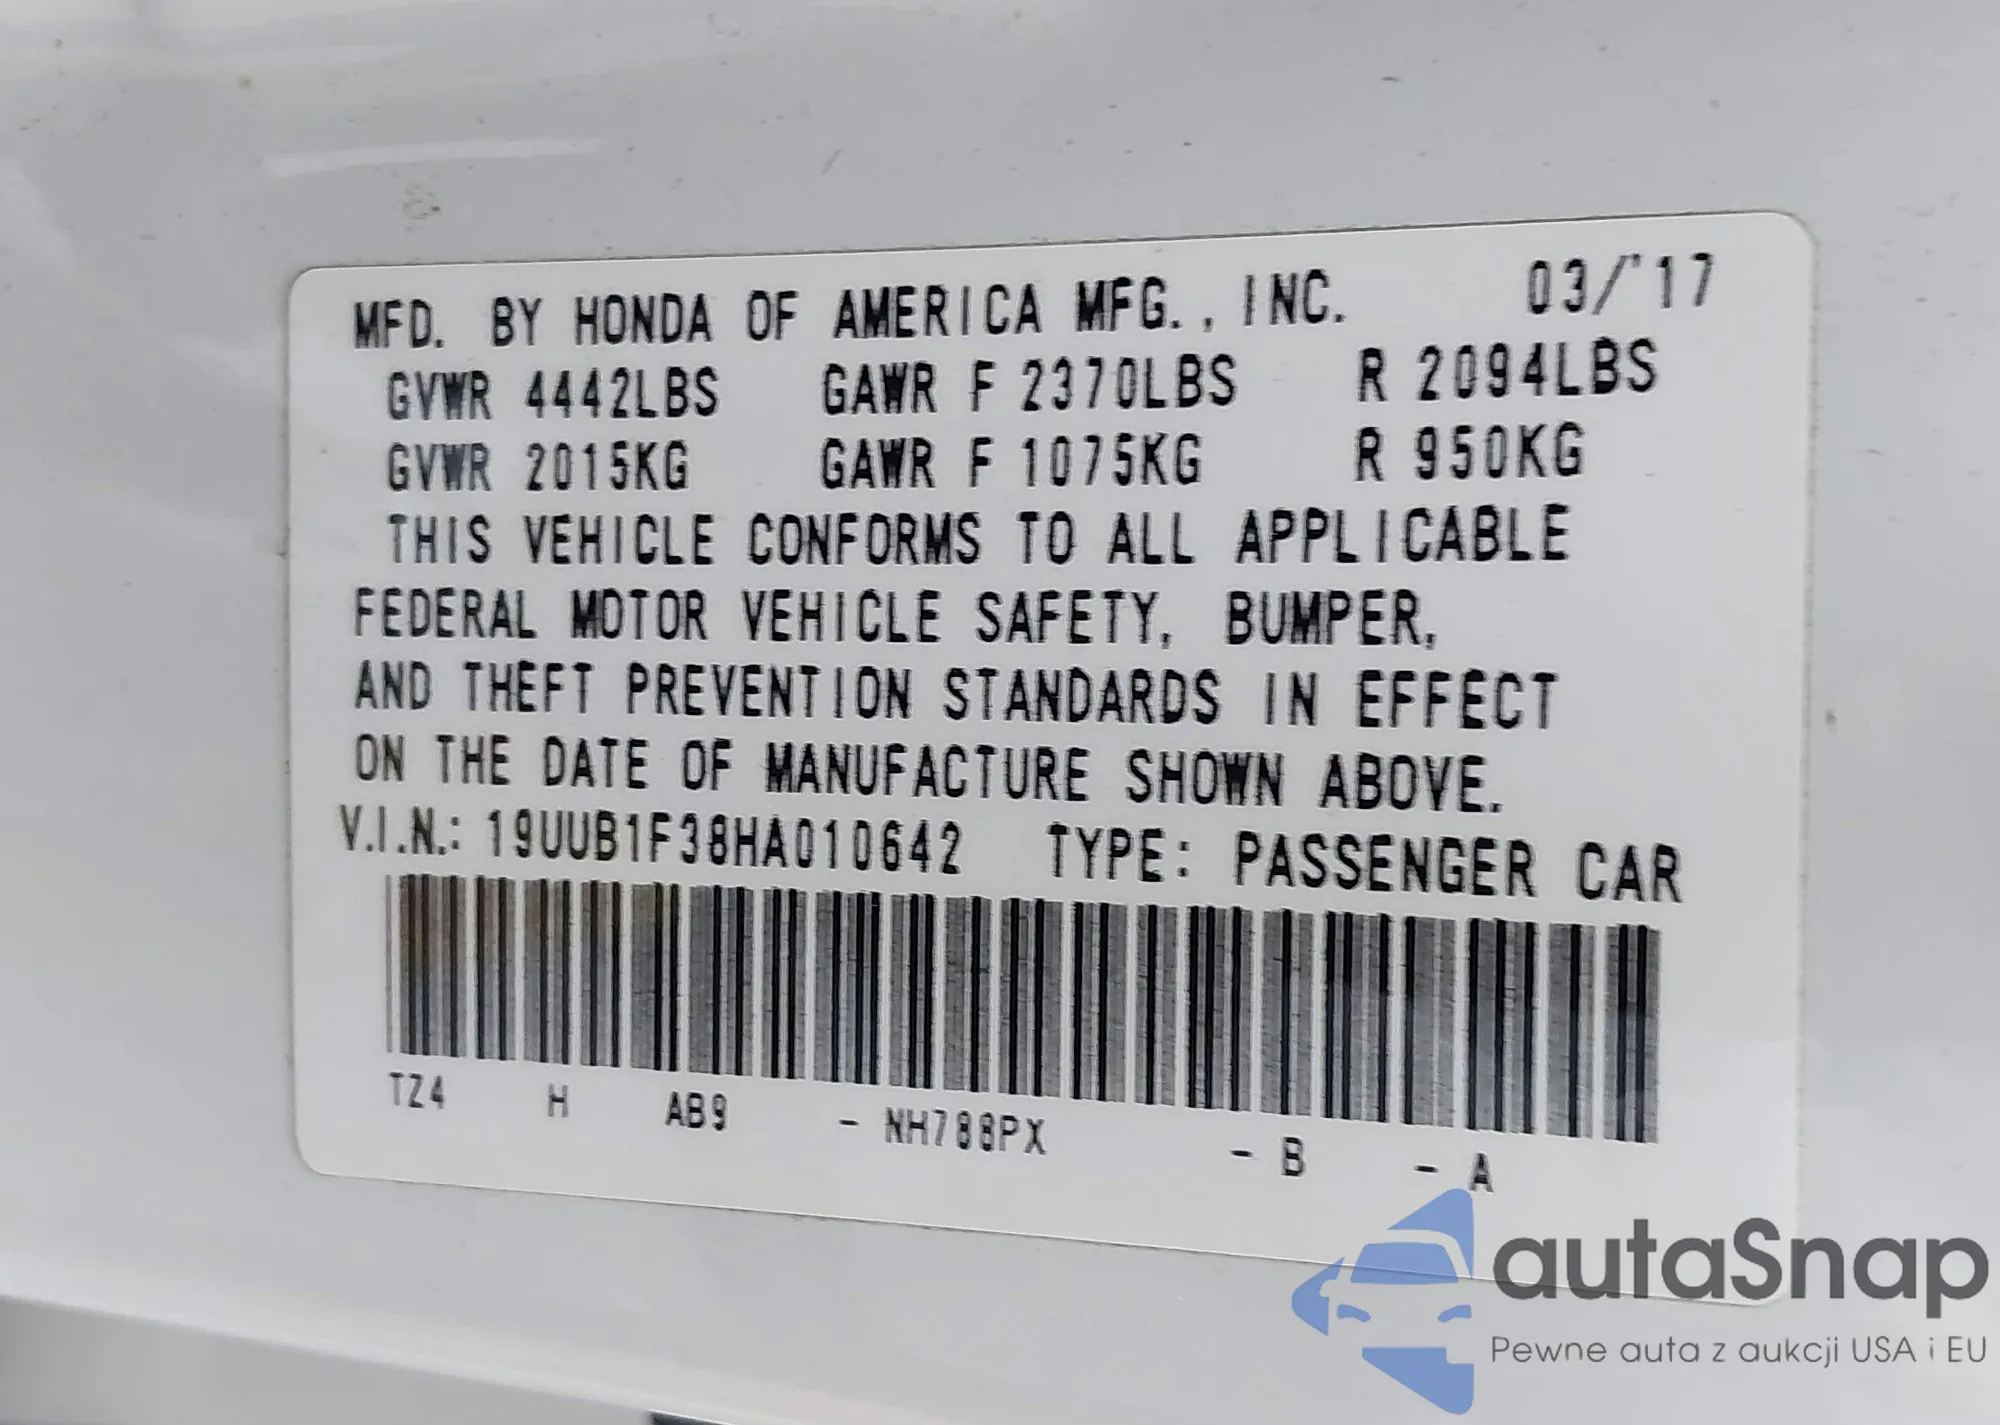 MFD. BY HONDA OF AMERICA MFG., INC. 03/'17
GVWR 4442LBS GAWR F 2370LBS R 2094LBS
GVWR 2015KG GAWR F 1075KG R 950KG
THIS VEHICLE CONFORMS TO ALL APPLICABLE
FEDERAL MOTOR VEHICLE SAFETY, BUMPER,
AND THEFT PREVENTION STANDARDS IN EFFECT
ON THE DATE OF MANUFACTURE SHOWN ABOVE.
V.I.N.: 19UUB1F38HA010642 TYPE: PASSENGER CAR
TZ4 H AB9 - NH788PX - B - A
autaSnap
Pewne auta z aukcji USA i EU